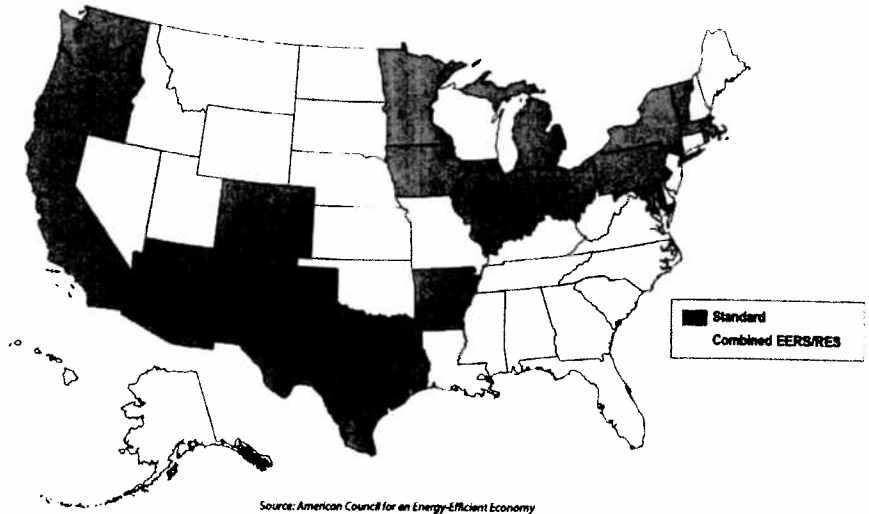 Standard
Combined EERS/RES
Source: American Council for an Energy-Efficient Economy